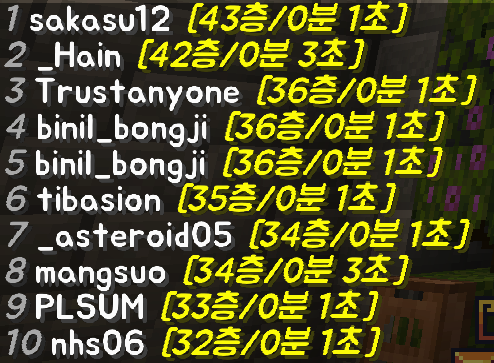 1 sakasu12 [43층/0분 1초]
2 _Hain [42층/0분 3초]
3 Trustanyone [36층/0분 1초]
4 binil_bongji [36층/0분 1초]
5 binil_bongji [36층/0분 1초]
6 tibasion [35층/0분 1초]
7 _asteroid05 [34층/0분 1초]
8 mangsuo [34층/0분 3초]
9 PLSUM [33층/0분 1초]
10 nhs06 [32층/0분 1초]